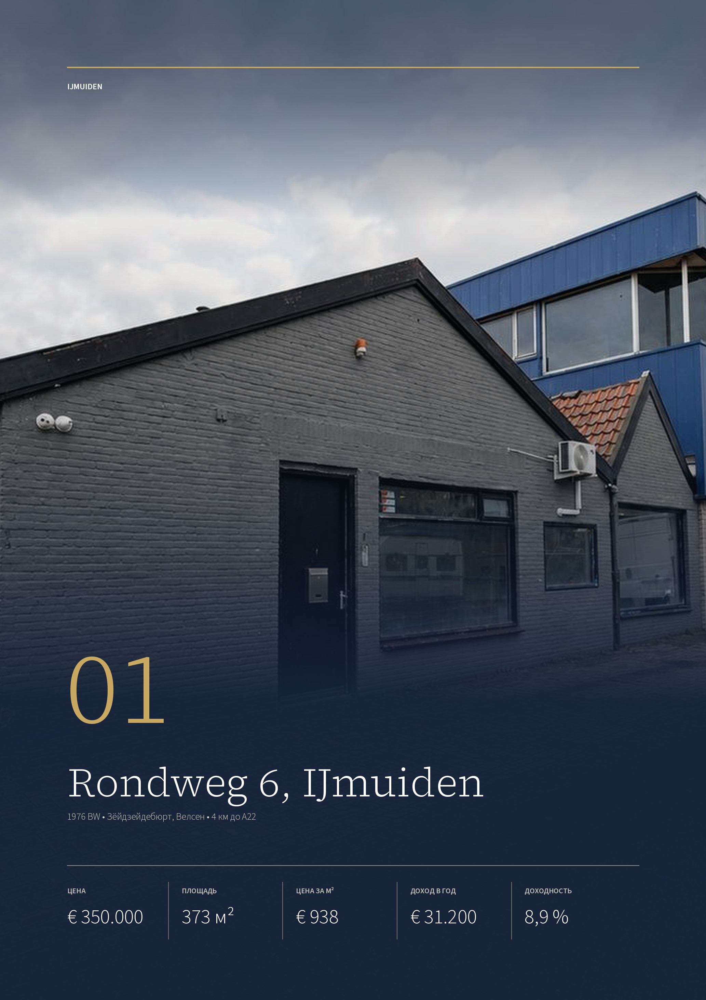 IJMUIDEN
01
Rondweg 6, IJmuiden
1976 BW • Зёйдзейдебюрт, Велсен • 4 км до A22
ЦЕНА
€ 350.000
ПЛОЩАДЬ
373 м²
ЦЕНА ЗА М²
€ 938
ДОХОД В ГОД
€ 31.200
ДОХОДНОСТЬ
8,9 %